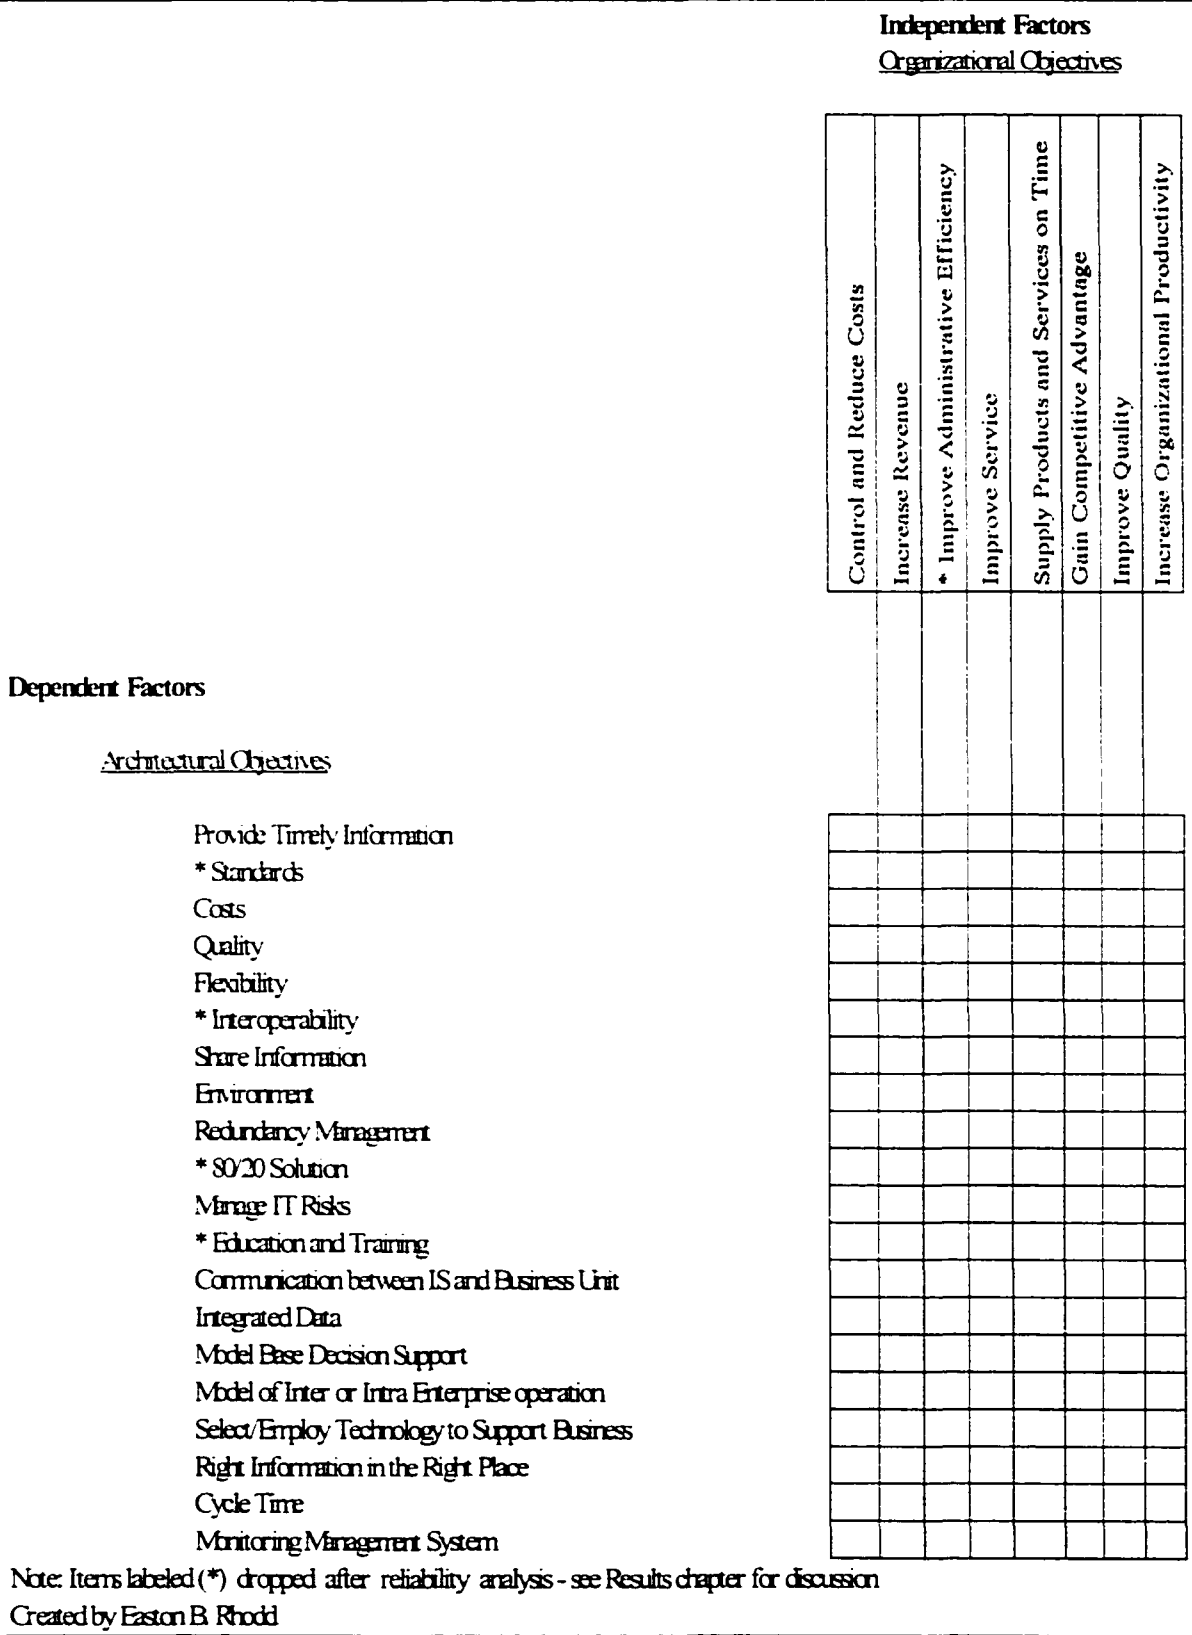 Independent Factors
Organizational Objectives
Control and Reduce Costs
Increase Revenue
* Improve Administrative Efficiency
Improve Service
Supply Products and Services on Time
Gain Competitive Advantage
Improve Quality
Increase Organizational Productivity
Dependent Factors
Architectural Objectives
Provide Timely Information
* Standards
Costs
Quality
Flexibility
* Interoperability
Share Information
Environment
Redundancy Management
* 80/20 Solution
Manage IT Risks
* Education and Training
Communication between IS and Business Unit
Integrated Data
Model Base Decision Support
Model of Inter or Intra Enterprise operation
Select/Employ Technology to Support Business
Right Information in the Right Place
Cycle Time
Monitoring Management System
Note: Items labeled (*) dropped after reliability analysis - see Results chapter for discussion
Created by Easton B. Rhodd